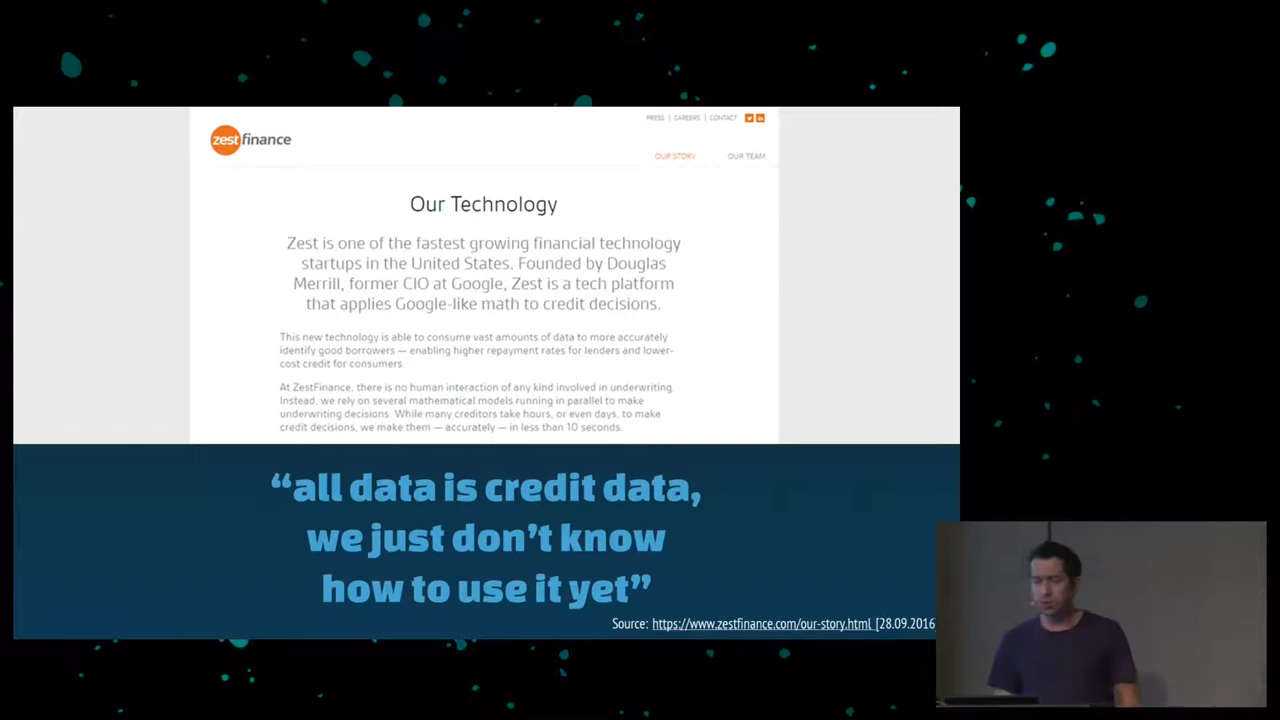 PRESS | CAREERS | CONTACT
zestfinance
OUR STORY OUR TEAM
Our Technology
Zest is one of the fastest growing financial technology
startups in the United States. Founded by Douglas
Merrill, former CIO at Google, Zest is a tech platform
that applies Google-like math to credit decisions.
This new technology is able to consume vast amounts of data to more accurately
identify good borrowers — enabling higher repayment rates for lenders and lower-
cost credit for consumers.
At ZestFinance, there is no human interaction of any kind involved in underwriting.
Instead, we rely on several mathematical models running in parallel to make
underwriting decisions. While many creditors take hours, or even days, to make
credit decisions, we make them — accurately — in less than 10 seconds.
“all data is credit data,
we just don’t know
how to use it yet”
Source: https://www.zestfinance.com/our-story.html [28.09.2016